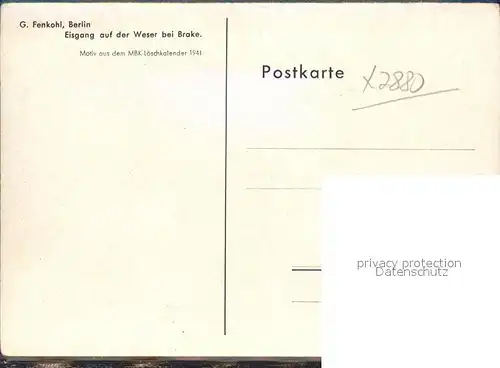 G. Fenkohl, Berlin
Eisgang auf der Weser bei Brake.
Motiv aus dem MBK-Löschkalender 1941
Postkarte
X2880
privacy protection
Datenschutz